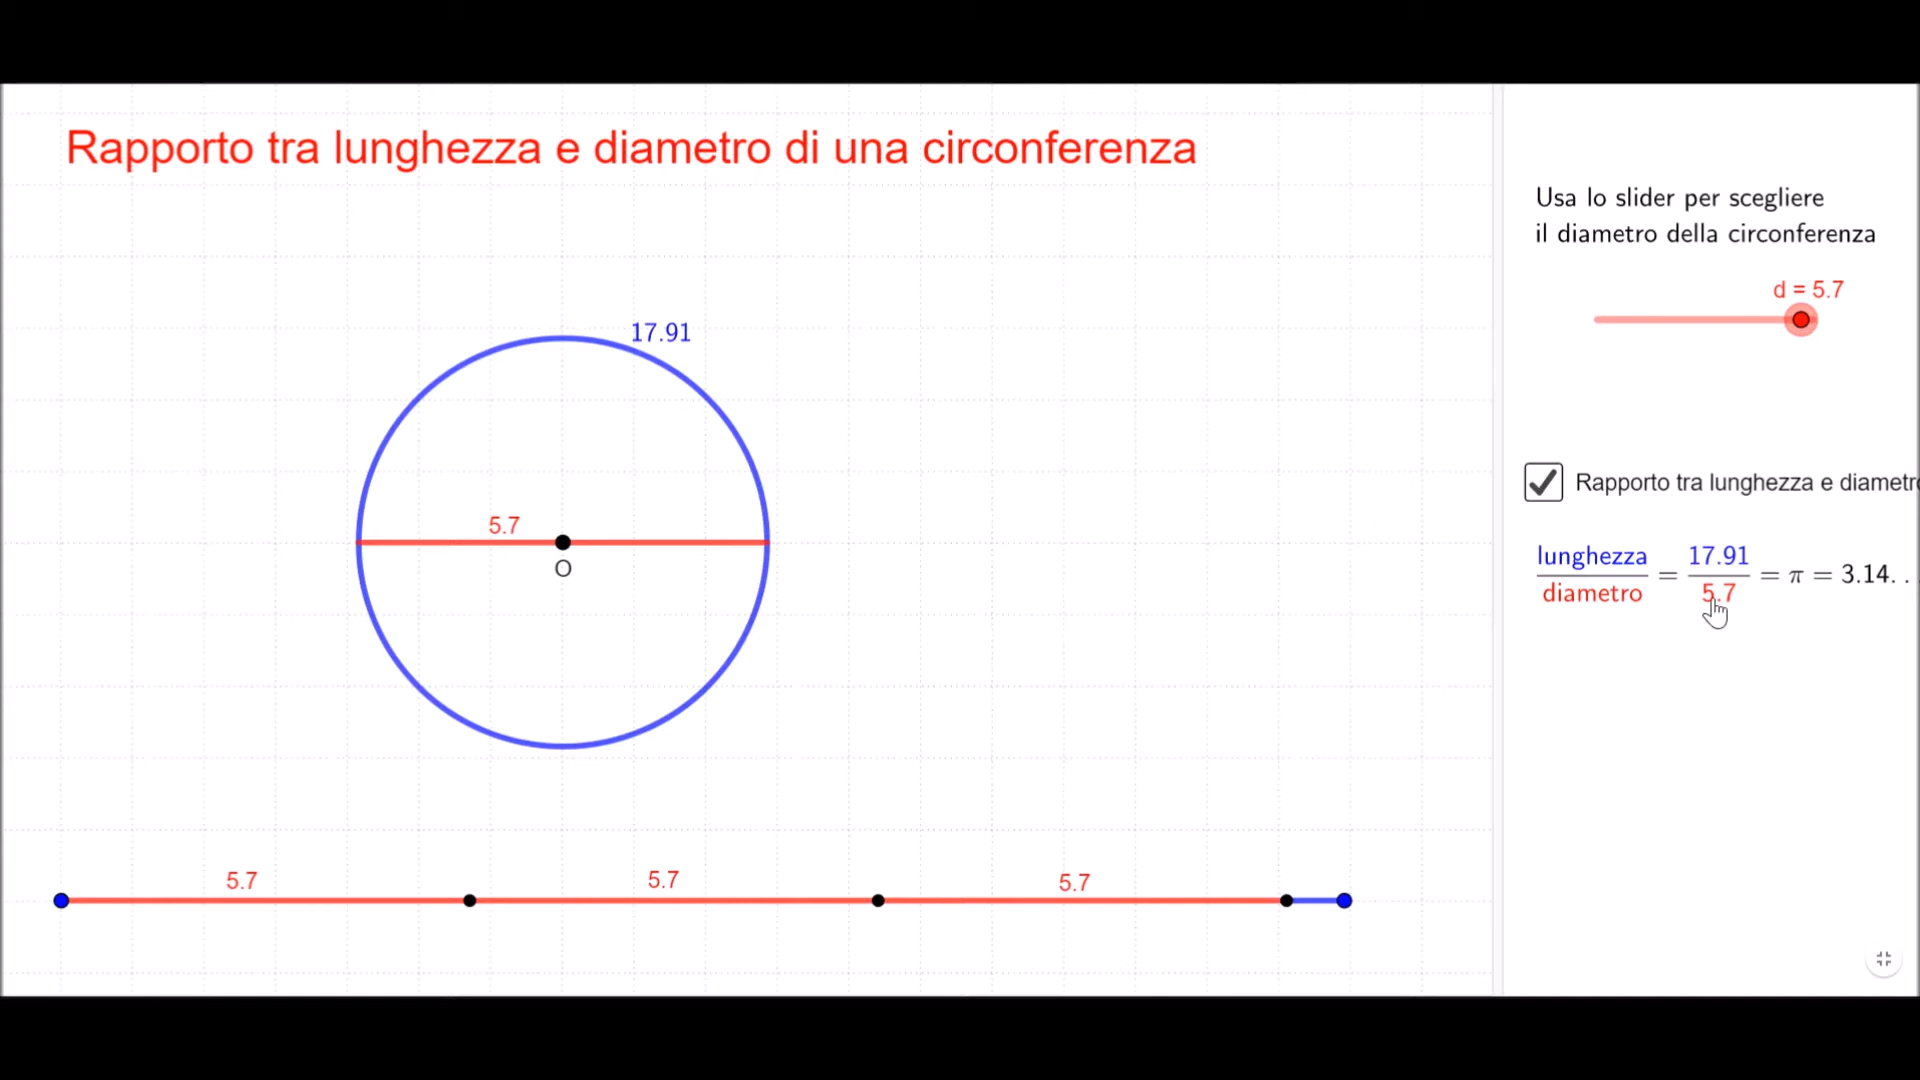 Rapporto tra lunghezza e diametro di una circonferenza
Usa lo slider per scegliere
il diametro della circonferenza
d = 5.7
17.91
5.7
O
Rapporto tra lunghezza e diametro
lunghezza/diametro = 17.91/5.7 = π = 3.14. .
5.7
5.7
5.7